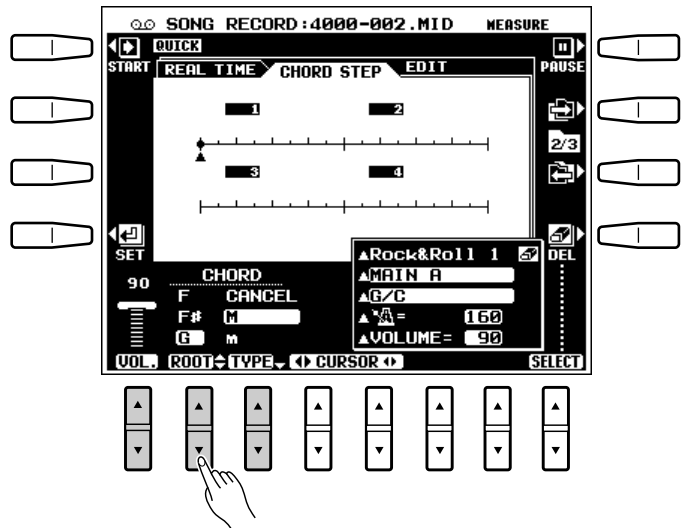 SONG RECORD:4000-002.MID MEASURE
QUICK
START REAL TIME CHORD STEP EDIT PAUSE
1 2
2/3
3 4
SET DEL
▲Rock&Roll 1
90 CHORD ▲MAIN A
F CANCEL ▲G/C
F# M ▲ = 160
G m ▲VOLUME= 90
VOL. ROOT TYPE CURSOR SELECT